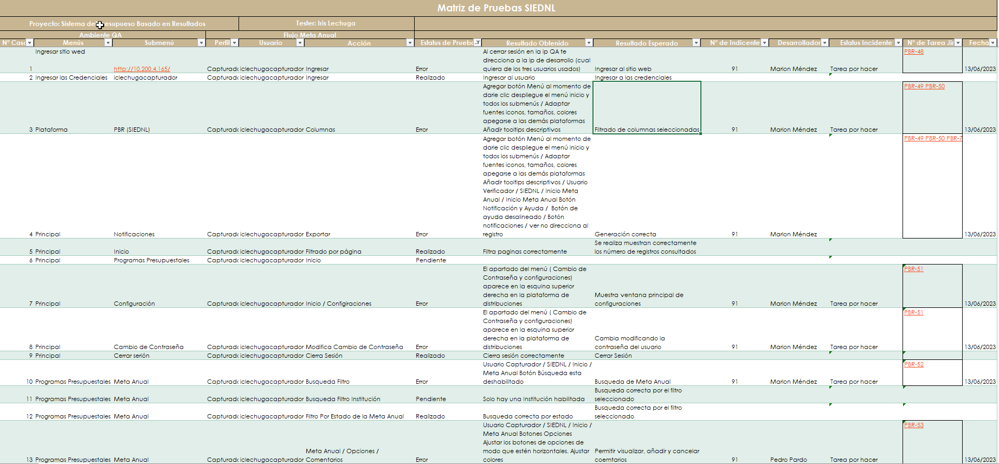 Matriz de Pruebas SIEDNL
Proyecto: Sistema de esupueso Basado en Resultados
Tester: Iris Lechuga
Ambiente QA
Flujo Meta Anual
N° Caso Menús Submenú Perfil Usuario Acción Estatus de Prueba Resultado Obtenido Resultado Esperado N° de Indicente Desarrollador Estatus Incidente N° de Tarea Jir Fecha
Ingresar sitio wed Al cerrar sesión en la ip QA te PBR-48
direcciona a la ip de desarrollo (cual
1 http://10.200.4.165/ Capturado iclechugacapturador Ingresar Error quiera de los tres usuarios usados) Ingresar al sitio web 91 Marlon Méndez Tarea por hacer 13/06/2023
2 Ingresar las Credenciales iclechugacapturador Capturado iclechugacapturador Ingresar Realizado Ingresar al usuario Ingresar a las credenciales
Agregar botón Menú al momento de PBR-49 PBR-50
darle clic despliegue el menú inicio y
todos los submenús / Adaptar
fuentes iconos, tamaños, colores
apegarse a las demás plataformas
3 Plataforma PBR (SIEDNL) Capturado iclechugacapturador Columnas Error Añadir tooltips descriptivos Filtrado de columnas seleccionadas 91 Marlon Méndez Tarea por hacer 13/06/2023
Agregar botón Menú al momento de PBR-49 PBR-50 PBR-7
darle clic despliegue el menú inicio y
todos los submenús / Adaptar
fuentes iconos, tamaños, colores
apegarse a las demás plataformas
Añadir tooltips descriptivos / Usuario
Verificador / SIEDNL / Inicio Meta
Anual / Inicio Meta Anual Botón
Notificación y Ayuda / Botón de
ayuda desalineado / Botón
notificaciones / ver no direcciona al
4 Principal Notificaciones Capturado iclechugacapturador Exportar Error registro Generación correcta 91 Marlon Méndez 13/06/2023
Se realiza muestran correctamente
5 Principal Inicio Capturado iclechugacapturador Filtrado por página Realizado Filtra paginas correctamente los número de registros consultados
6 Principal Programas Presupuestales Capturado iclechugacapturador Inicio Pendiente
El apartado del menú ( Cambio de PBR-51
Contraseña y configuraciones)
aparece en la esquina superior
derecha en la plataforma de Muestra ventana principal de
7 Principal Configuración Capturado iclechugacapturador Inicio / Configiraciones Error distribuciones configuraciones 91 Marlon Méndez Tarea por hacer 13/06/2023
El apartado del menú ( Cambio de PBR-51
Contraseña y configuraciones)
aparece en la esquina superior
derecha en la plataforma de Cambia modificando la
8 Principal Cambio de Contraseña Capturado iclechugacapturador Modifica Cambio de Contraseña Error distribuciones contraseña del usuario 91 Marlon Méndez Tarea por hacer 13/06/2023
9 Principal Cerrar serión Capturado iclechugacapturador Cierra Sesión Realizado Cierra sesión correctamente Cerrar Sesión
Usuario Capturador / SIEDNL / Inicio / PBR-52
Meta Anual Botón Búsqueda esta
10 Programas Presupuestales Meta Anual Capturado iclechugacapturador Busqueda Filtro Error deshabilitado Busqueda de Meta Anual 91 Marlon Méndez Tarea por hacer 13/06/2023
Busqueda correcta por el filtro
11 Programas Presupuestales Meta Anual Capturado iclechugacapturador Busqueda Filtro Institución Pendiente Solo hay una Institución habilitada seleccionado
Busqueda correcta por el filtro
12 Programas Presupuestales Meta Anual Capturado iclechugacapturador Filtro Por Estado de la Meta Anual Realizado Busqueda correcta por estado seleccionado
Usuario Capturador / SIEDNL / Inicio / PBR-53
Meta Anual Botones Opciones
Ajustar los botones de opciones de
Meta Anual / Opciones / modo que estén horizontales. Ajustar Permitir visualizar, añadir y cancelar
13 Programas Presupuestales Meta Anual Capturado iclechugacapturador Comentarios Error colores coemtarios 91 Pedro Pardo Tarea por hacer 13/06/2023